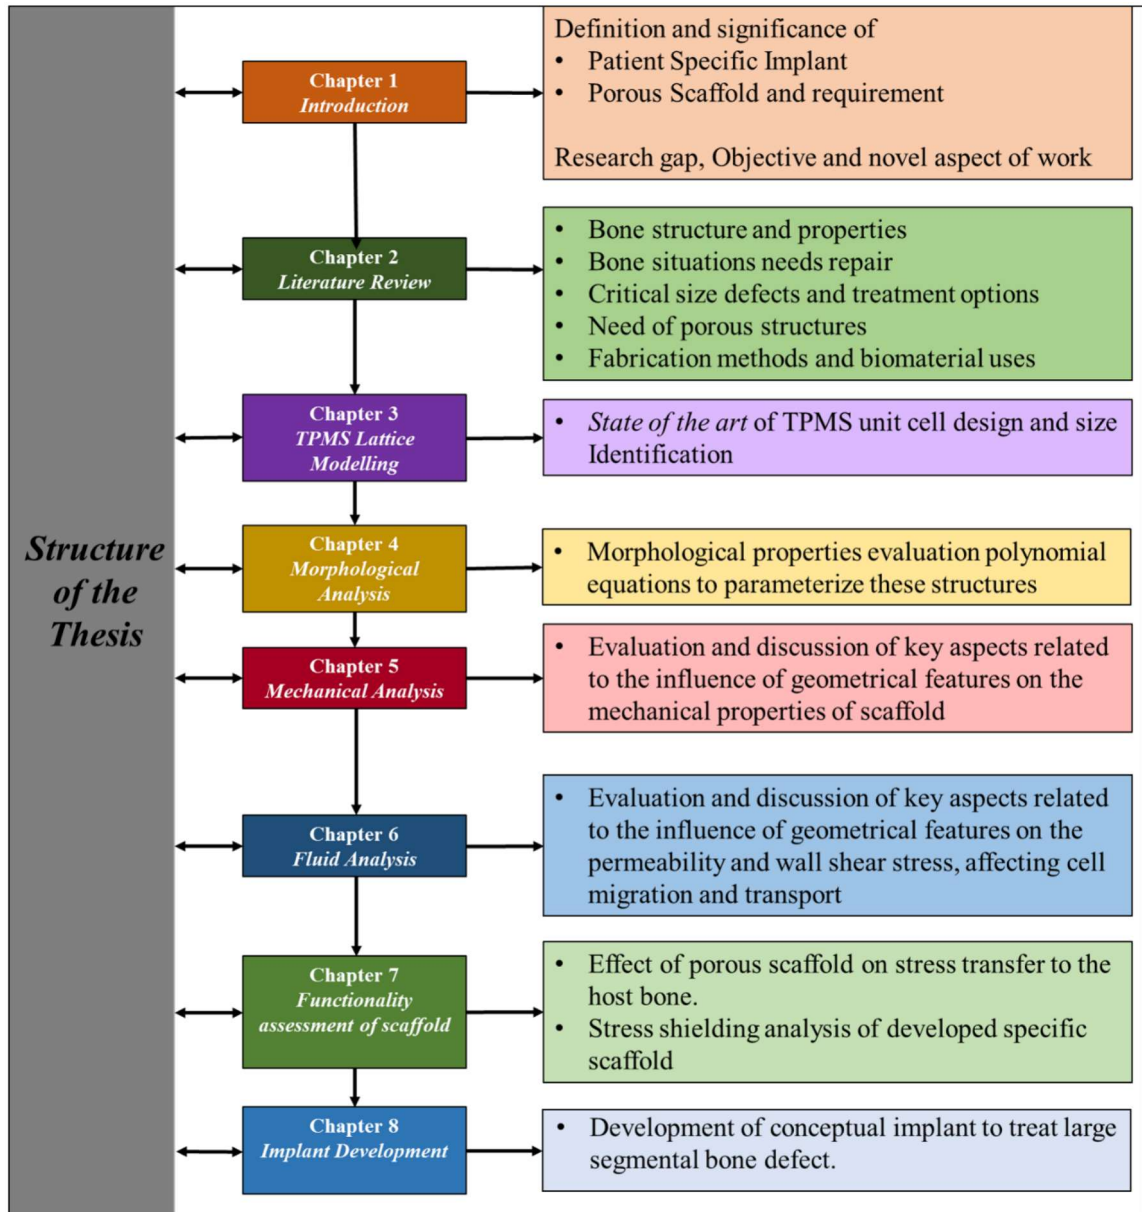 Structure
of the
Thesis
Chapter 1
Introduction
Definition and significance of
• Patient Specific Implant
• Porous Scaffold and requirement
Research gap, Objective and novel aspect of work
Chapter 2
Literature Review
• Bone structure and properties
• Bone situations needs repair
• Critical size defects and treatment options
• Need of porous structures
• Fabrication methods and biomaterial uses
Chapter 3
TPMS Lattice
Modelling
• State of the art of TPMS unit cell design and size
Identification
Chapter 4
Morphological
Analysis
• Morphological properties evaluation polynomial
equations to parameterize these structures
Chapter 5
Mechanical Analysis
• Evaluation and discussion of key aspects related
to the influence of geometrical features on the
mechanical properties of scaffold
Chapter 6
Fluid Analysis
• Evaluation and discussion of key aspects related
to the influence of geometrical features on the
permeability and wall shear stress, affecting cell
migration and transport
Chapter 7
Functionality
assessment of scaffold
• Effect of porous scaffold on stress transfer to the
host bone.
• Stress shielding analysis of developed specific
scaffold
Chapter 8
Implant Development
• Development of conceptual implant to treat large
segmental bone defect.